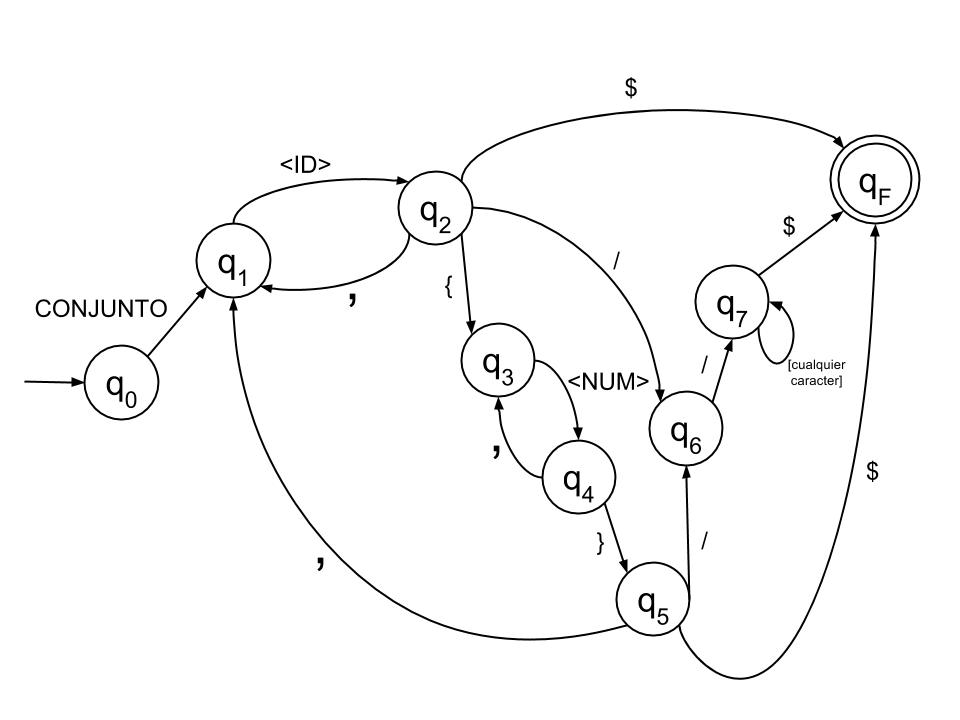 $
<ID>
q2
qF
q1
,
{
/
$
CONJUNTO
q7
q3
<NUM>
/
[cualquier
caracter]
q0
,
q6
q4
$
}
/
,
q5